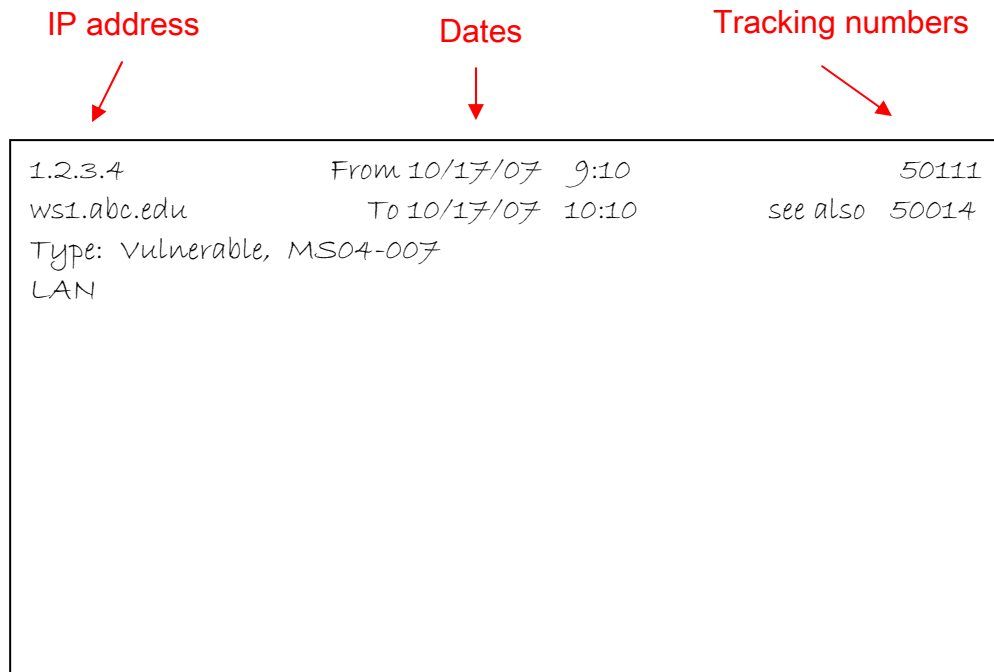 IP address Dates Tracking numbers
1.2.3.4 From 10/17/07 9:10 50111
ws1.abc.edu To 10/17/07 10:10 see also 50014
Type: Vulnerable, MS04-007
LAN